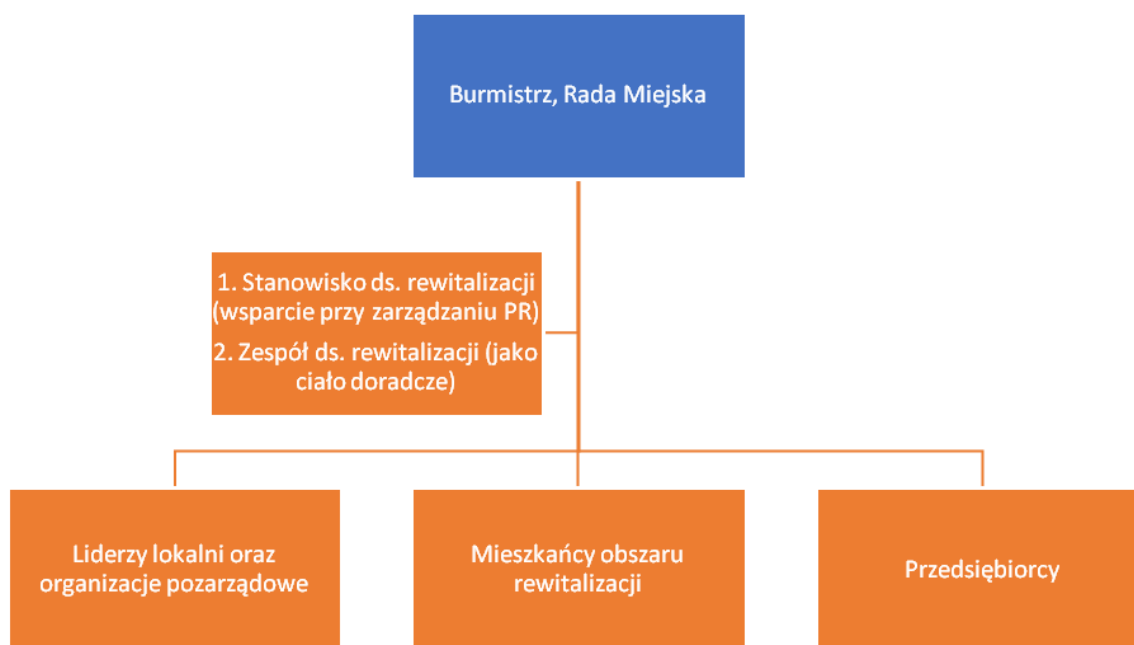 Burmistrz, Rada Miejska
1. Stanowisko ds. rewitalizacji
(wsparcie przy zarządzaniu PR)
2. Zespół ds. rewitalizacji (jako
ciało doradcze)
Liderzy lokalni oraz
organizacje pozarządowe
Mieszkańcy obszaru
rewitalizacji
Przedsiębiorcy